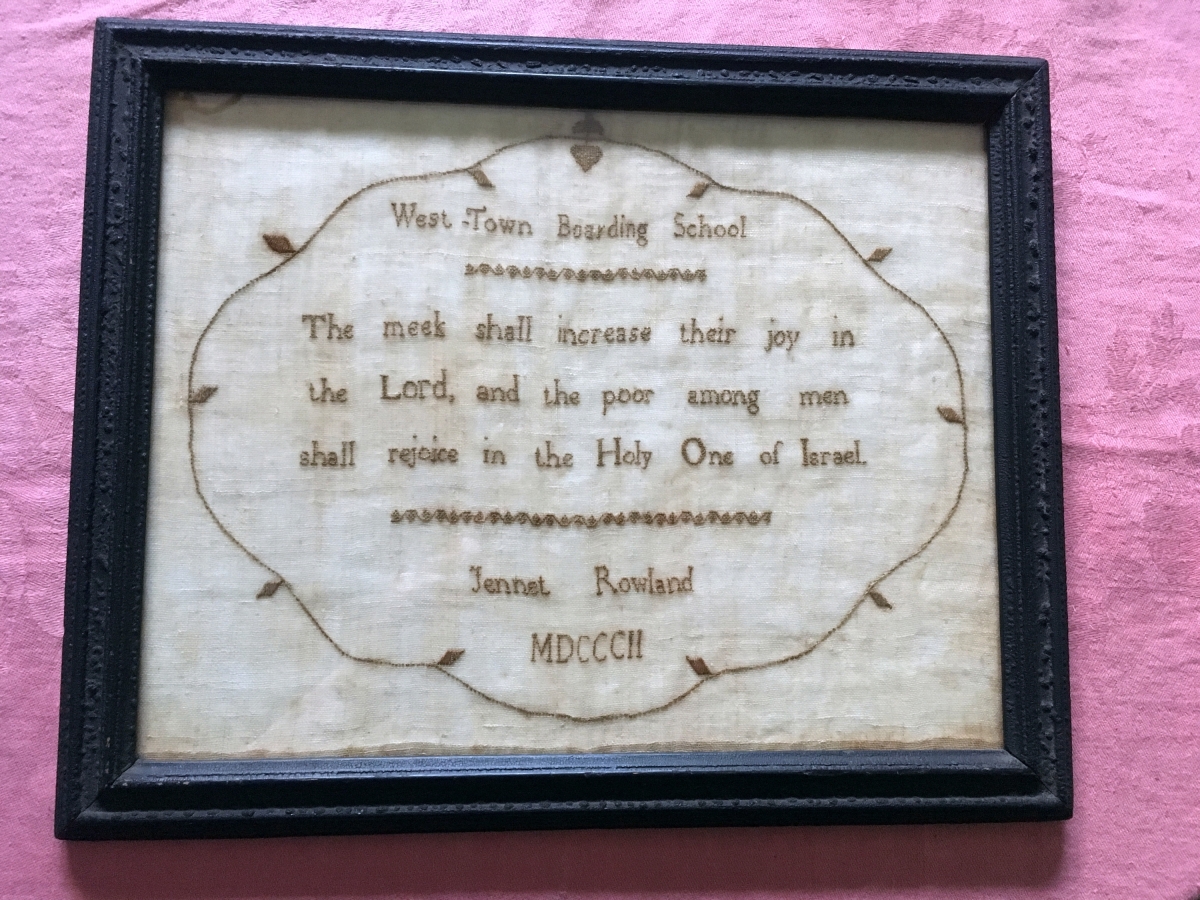 West-Town Boarding School
The meek shall increase their joy in
the Lord, and the poor among men
shall rejoice in the Holy One of Israel.
Jennet Rowland
MDCCCII